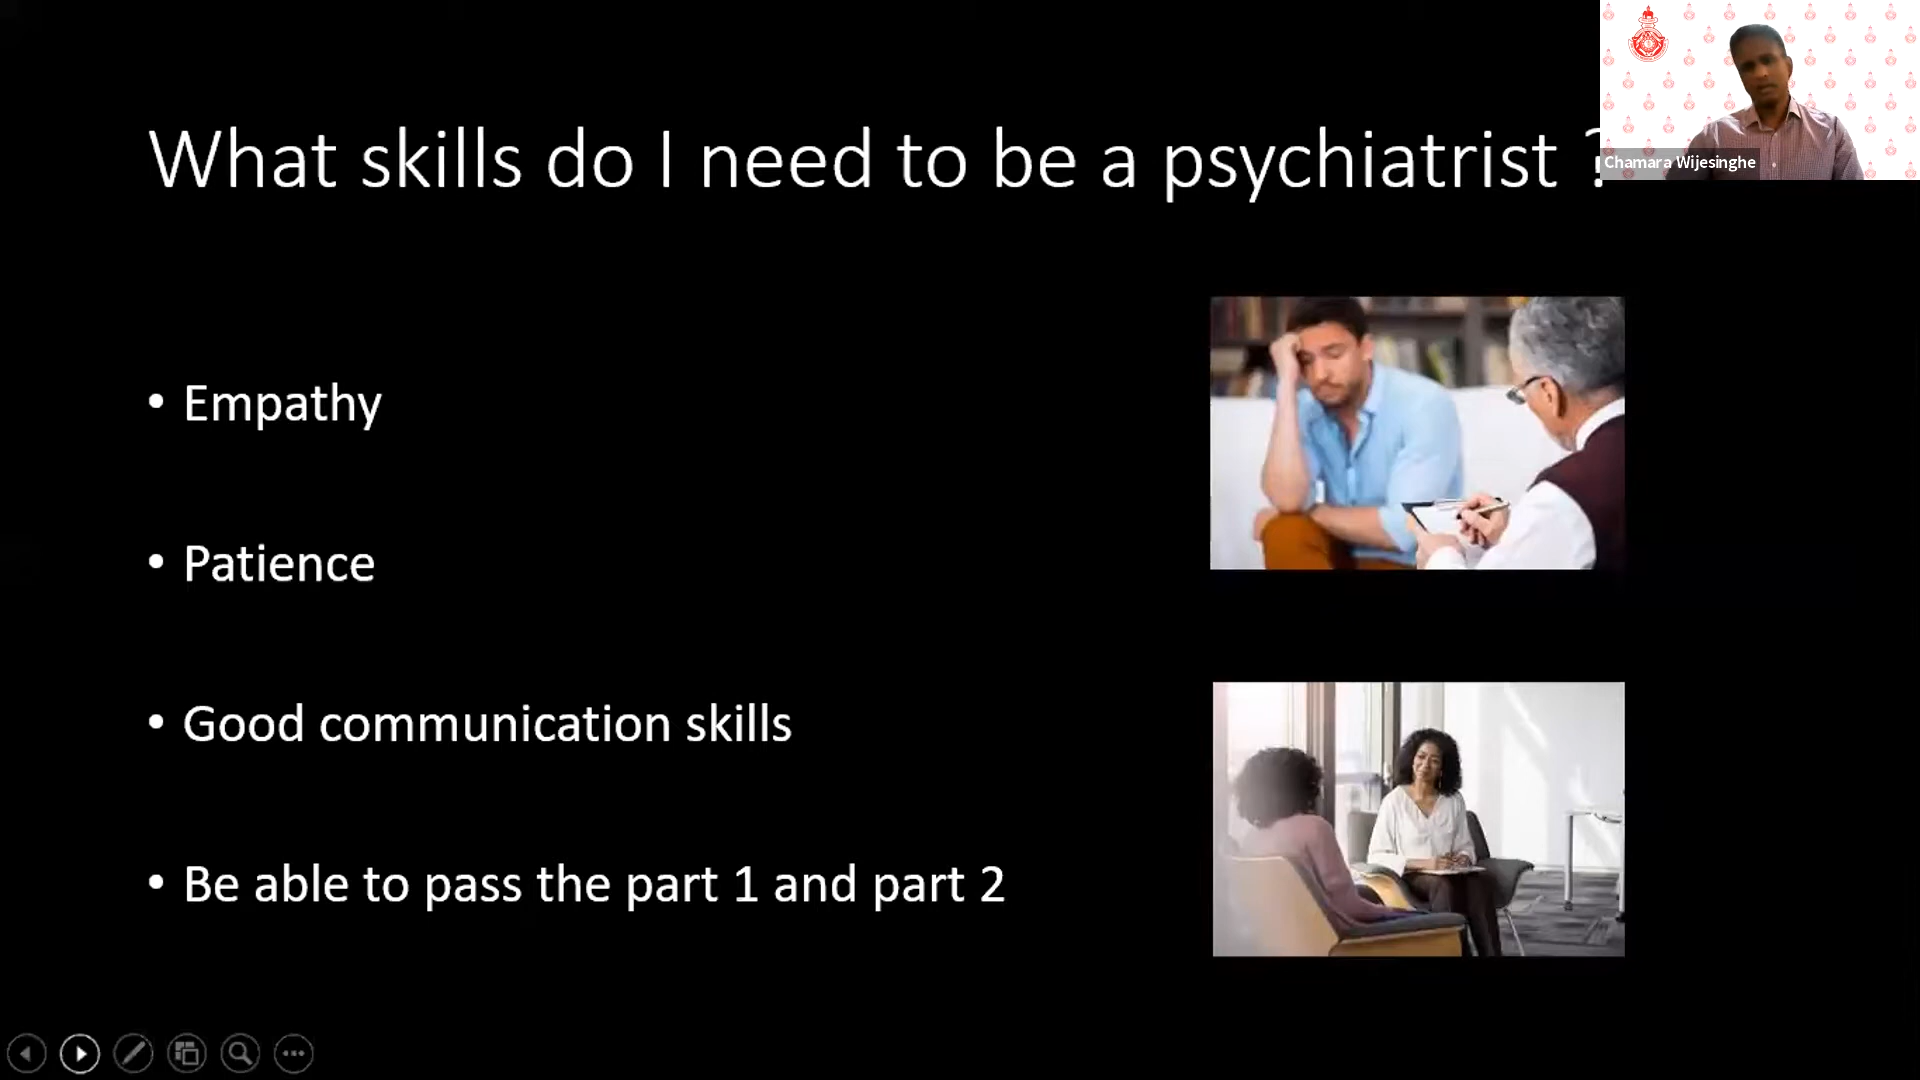 What skills do I need to be a psychiatrist ?
Chamara Wijesinghe
• Empathy
• Patience
• Good communication skills
• Be able to pass the part 1 and part 2